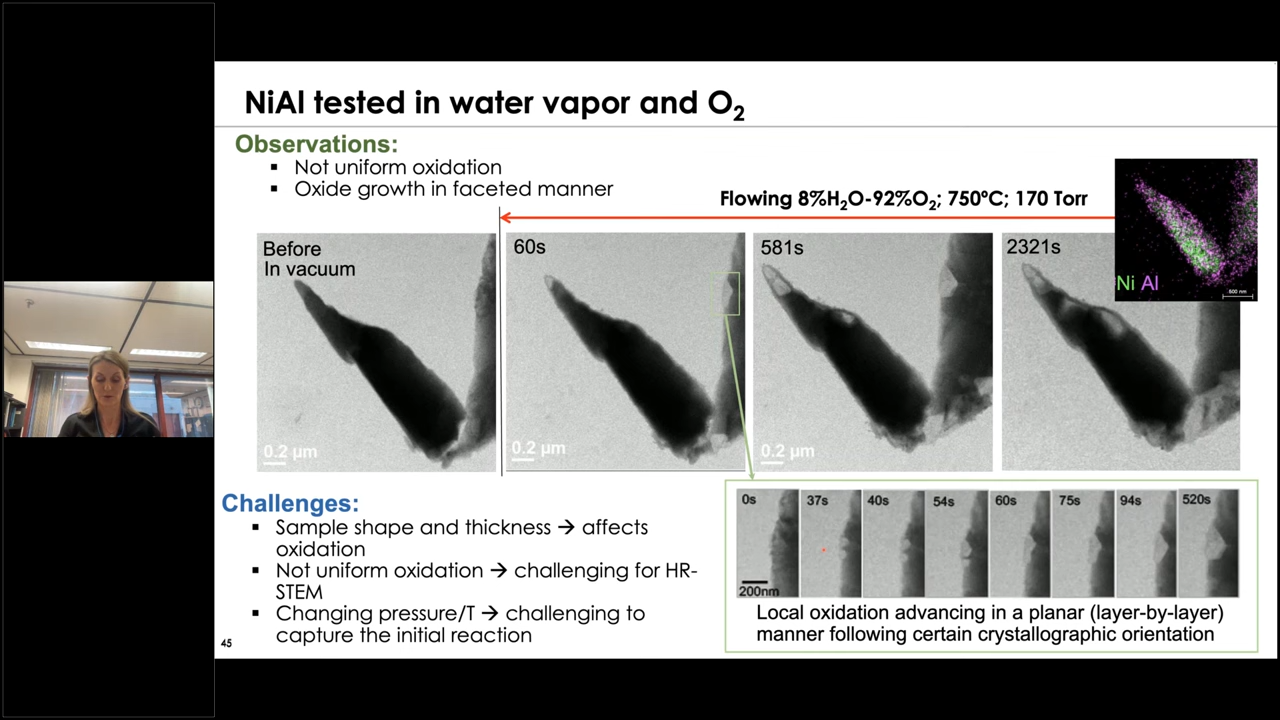 NiAl tested in water vapor and O₂
Observations:
▪ Not uniform oxidation
▪ Oxide growth in faceted manner
Flowing 8%H₂O-92%O₂; 750ºC; 170 Torr
Before
In vacuum
0.2 µm
60s
0.2 µm
581s
0.2 µm
2321s
Ni Al
600 nm
Challenges:
▪ Sample shape and thickness → affects
oxidation
▪ Not uniform oxidation → challenging for HR-
STEM
▪ Changing pressure/T → challenging to
capture the initial reaction
0s 37s 40s 54s 60s 75s 94s 520s
200nm
Local oxidation advancing in a planar (layer-by-layer)
manner following certain crystallographic orientation
45